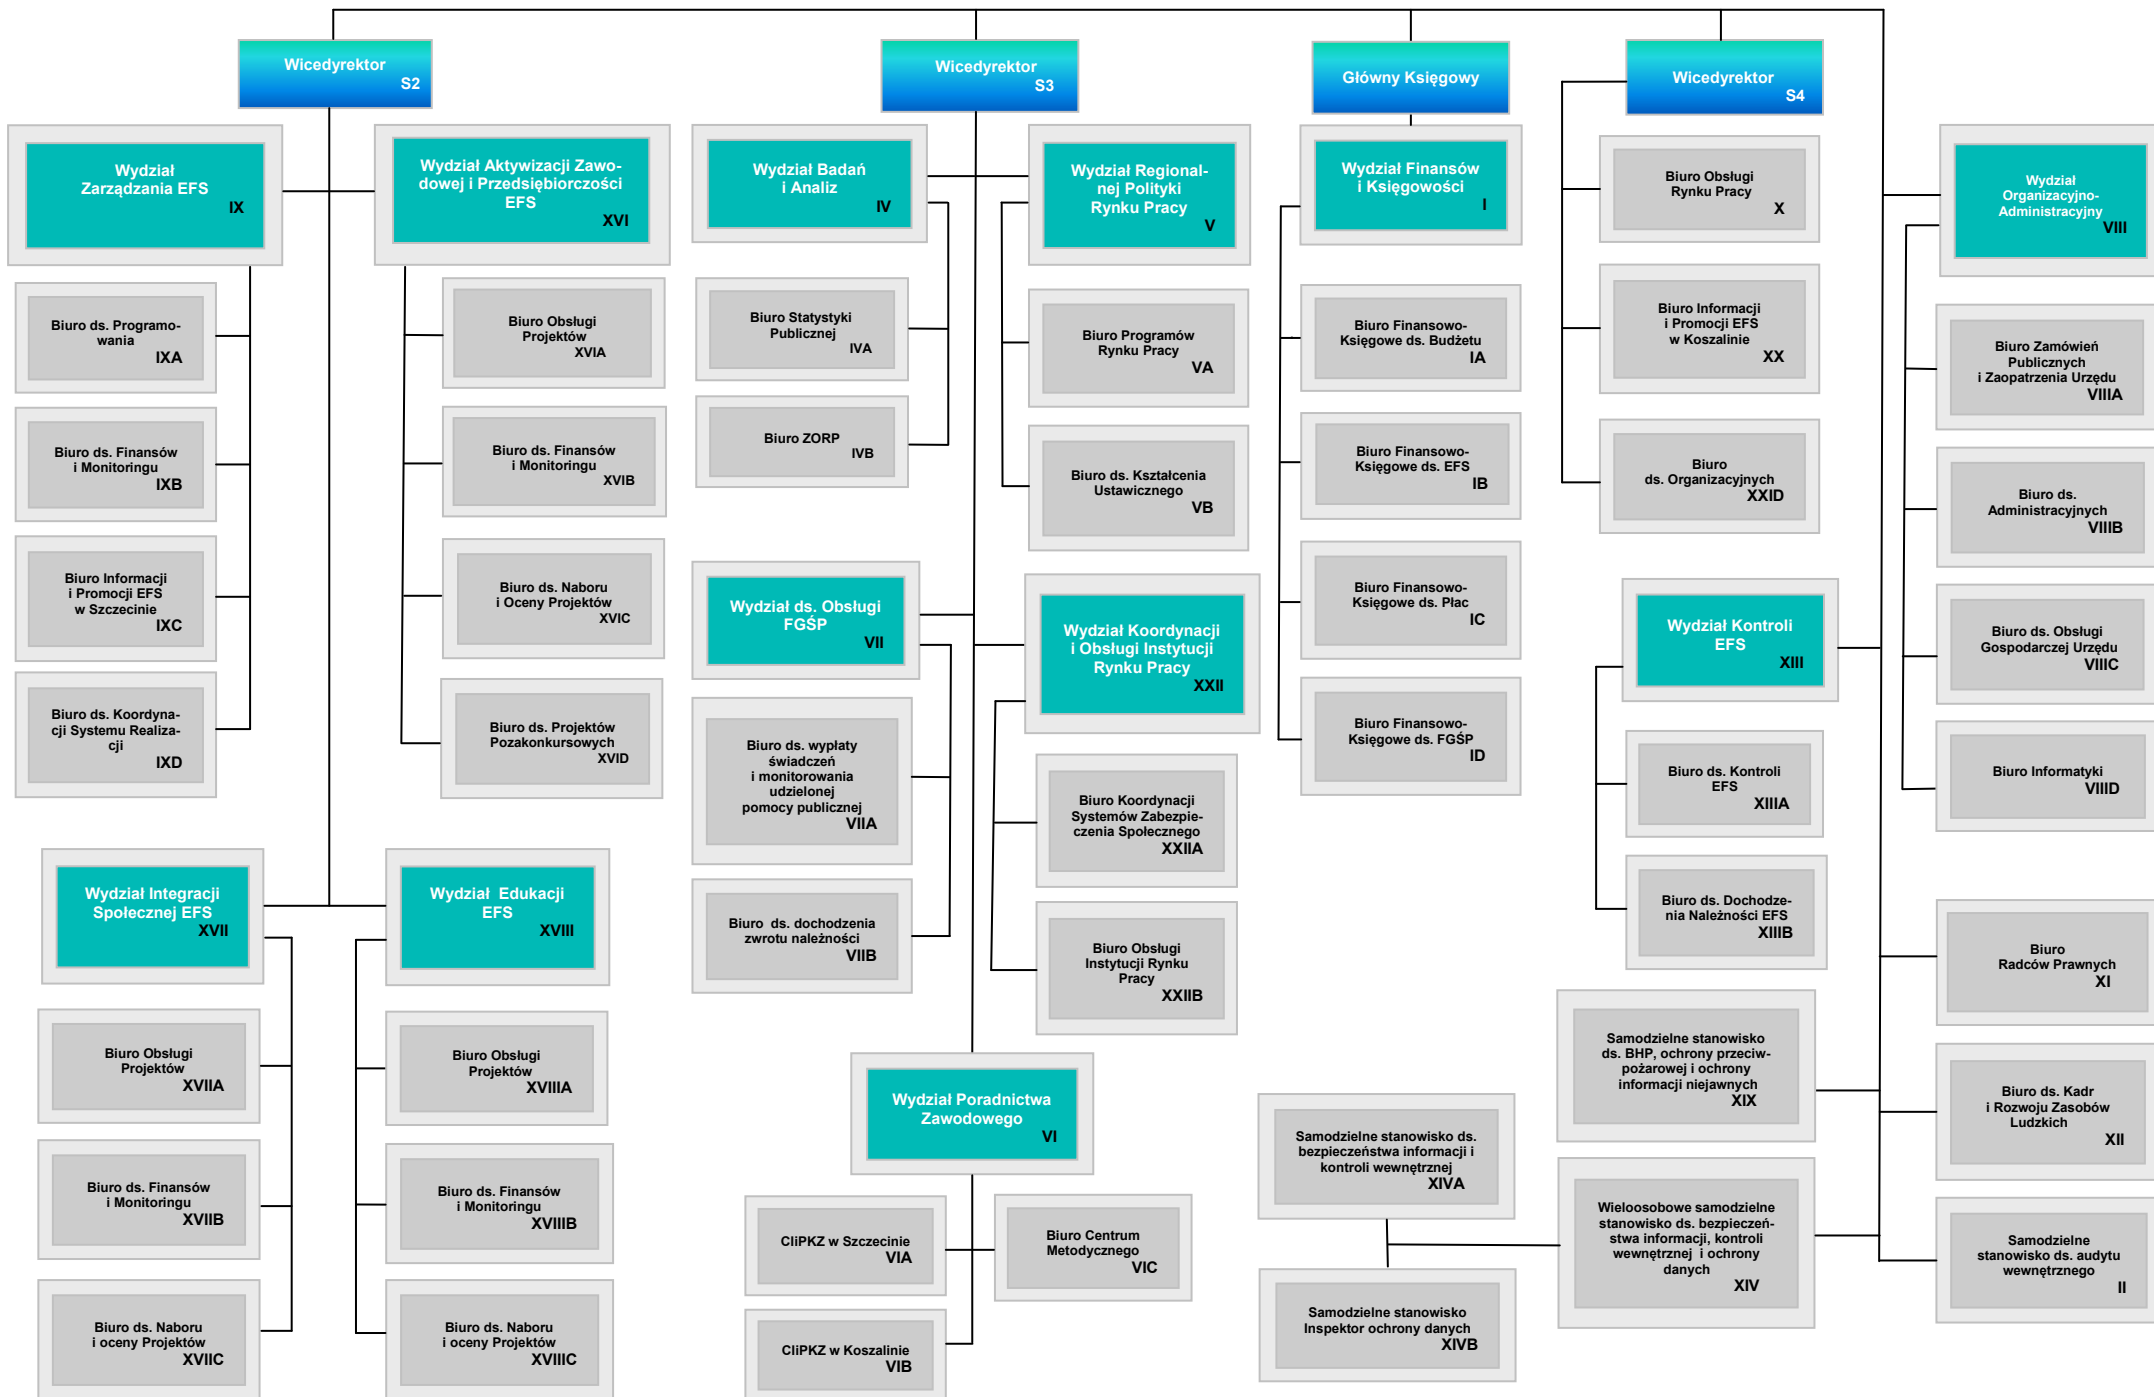 Wicedyrektor
S2
Wicedyrektor
S3
Główny Księgowy
Wicedyrektor
S4
Wydział
Zarządzania EFS
IX
Biuro ds. Programo-
wania
IXA
Biuro ds. Finansów
i Monitoringu
IXB
Biuro Informacji
i Promocji EFS
w Szczecinie
IXC
Biuro ds. Koordyna-
cji Systemu Realiza-
cji
IXD
Wydział Aktywizacji Zawo-
dowej i Przedsiębiorczości
EFS
XVI
Biuro Obsługi
Projektów
XVIA
Biuro ds. Finansów
i Monitoringu
XVIB
Biuro ds. Naboru
i Oceny Projektów
XVIC
Biuro ds. Projektów
Pozakonkursowych
XVID
Wydział Integracji
Społecznej EFS
XVII
Biuro Obsługi
Projektów
XVIIA
Biuro ds. Finansów
i Monitoringu
XVIIB
Biuro ds. Naboru
i oceny Projektów
XVIIC
Wydział  Edukacji
EFS
XVIII
Biuro Obsługi
Projektów
XVIIIA
Biuro ds. Finansów
i Monitoringu
XVIIIB
Biuro ds. Naboru
i oceny Projektów
XVIIIC
Wydział Badań
i Analiz
IV
Biuro Statystyki
Publicznej
IVA
Biuro ZORP
IVB
Wydział Regional-
nej Polityki
Rynku Pracy
V
Biuro Programów
Rynku Pracy
VA
Biuro ds. Kształcenia
Ustawicznego
VB
Wydział ds. Obsługi
FGŚP
VII
Biuro ds. wypłaty
świadczeń
i monitorowania
udzielonej
pomocy publicznej
VIIA
Biuro  ds. dochodzenia
zwrotu należności
VIIB
Wydział Koordynacji
i Obsługi Instytucji
Rynku Pracy
XXII
Biuro Koordynacji
Systemów Zabezpie-
czenia Społecznego
XXIIA
Biuro Obsługi
Instytucji Rynku
Pracy
XXIIB
Wydział Poradnictwa
Zawodowego
VI
CIiPKZ w Szczecinie
VIA
Biuro Centrum
Metodycznego
VIC
CIiPKZ w Koszalinie
VIB
Wydział Finansów
i Księgowości
I
Biuro Finansowo-
Księgowe ds. Budżetu
IA
Biuro Finansowo-
Księgowe ds. EFS
IB
Biuro Finansowo-
Księgowe ds. Płac
IC
Biuro Finansowo-
Księgowe ds. FGŚP
ID
Biuro Obsługi
Rynku Pracy
X
Biuro Informacji
i Promocji EFS
w Koszalinie
XX
Biuro
ds. Organizacyjnych
XXID
Wydział Kontroli
EFS
XIII
Biuro ds. Kontroli
EFS
XIIIA
Biuro ds. Dochodze-
nia Należności EFS
XIIIB
Samodzielne stanowisko
ds. BHP, ochrony przeciw-
pożarowej i ochrony
informacji niejawnych
XIX
Samodzielne stanowisko ds.
bezpieczeństwa informacji i
kontroli wewnętrznej
XIVA
Wieloosobowe samodzielne
stanowisko ds. bezpieczeń-
stwa informacji, kontroli
wewnętrznej  i ochrony
danych
XIV
Samodzielne stanowisko
Inspektor ochrony danych
XIVB
Wydział
Organizacyjno-
Administracyjny
VIII
Biuro Zamówień
Publicznych
i Zaopatrzenia Urzędu
VIIIA
Biuro ds.
Administracyjnych
VIIIB
Biuro ds. Obsługi
Gospodarczej Urzędu
VIIIC
Biuro Informatyki
VIIID
Biuro
Radców Prawnych
XI
Biuro ds. Kadr
i Rozwoju Zasobów
Ludzkich
XII
Samodzielne
stanowisko ds. audytu
wewnętrznego
II